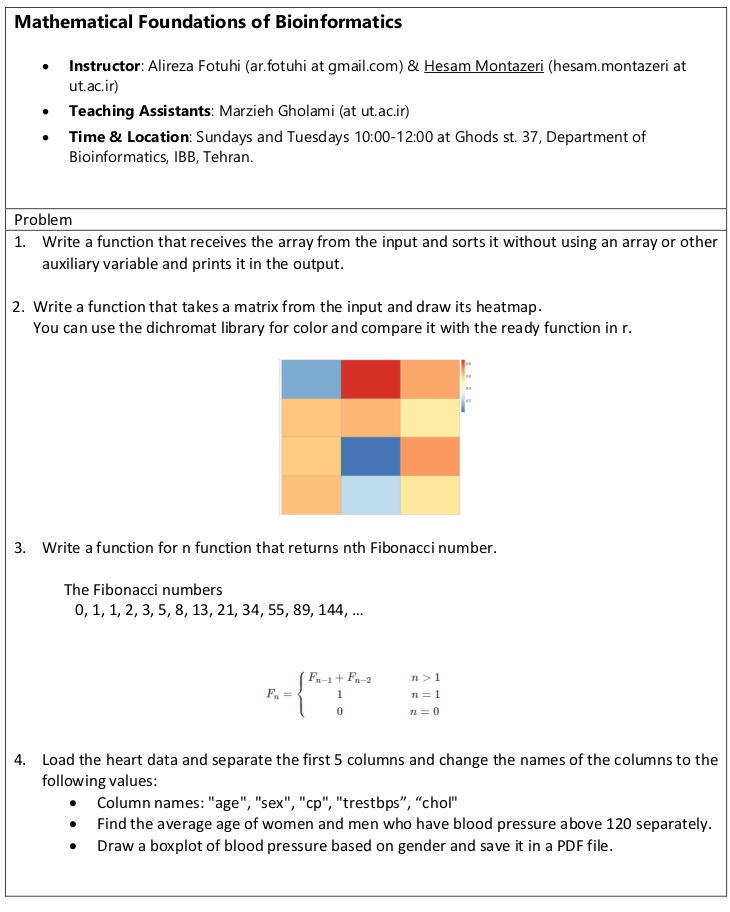 Mathematical Foundations of Bioinformatics
• Instructor: Alireza Fotuhi (ar.fotuhi at gmail.com) & Hesam Montazeri (hesam.montazeri at
ut.ac.ir)
• Teaching Assistants: Marzieh Gholami (at ut.ac.ir)
• Time & Location: Sundays and Tuesdays 10:00-12:00 at Ghods st. 37, Department of
Bioinformatics, IBB, Tehran.
Problem
1. Write a function that receives the array from the input and sorts it without using an array or other
auxiliary variable and prints it in the output.
2. Write a function that takes a matrix from the input and draw its heatmap.
You can use the dichromat library for color and compare it with the ready function in r.
3. Write a function for n function that returns nth Fibonacci number.
The Fibonacci numbers
0, 1, 1, 2, 3, 5, 8, 13, 21, 34, 55, 89, 144, ...
Fn = { Fn−1 + Fn−2 n > 1
1 n = 1
0 n = 0
4. Load the heart data and separate the first 5 columns and change the names of the columns to the
following values:
• Column names: "age", "sex", "cp", "trestbps”, “chol"
• Find the average age of women and men who have blood pressure above 120 separately.
• Draw a boxplot of blood pressure based on gender and save it in a PDF file.